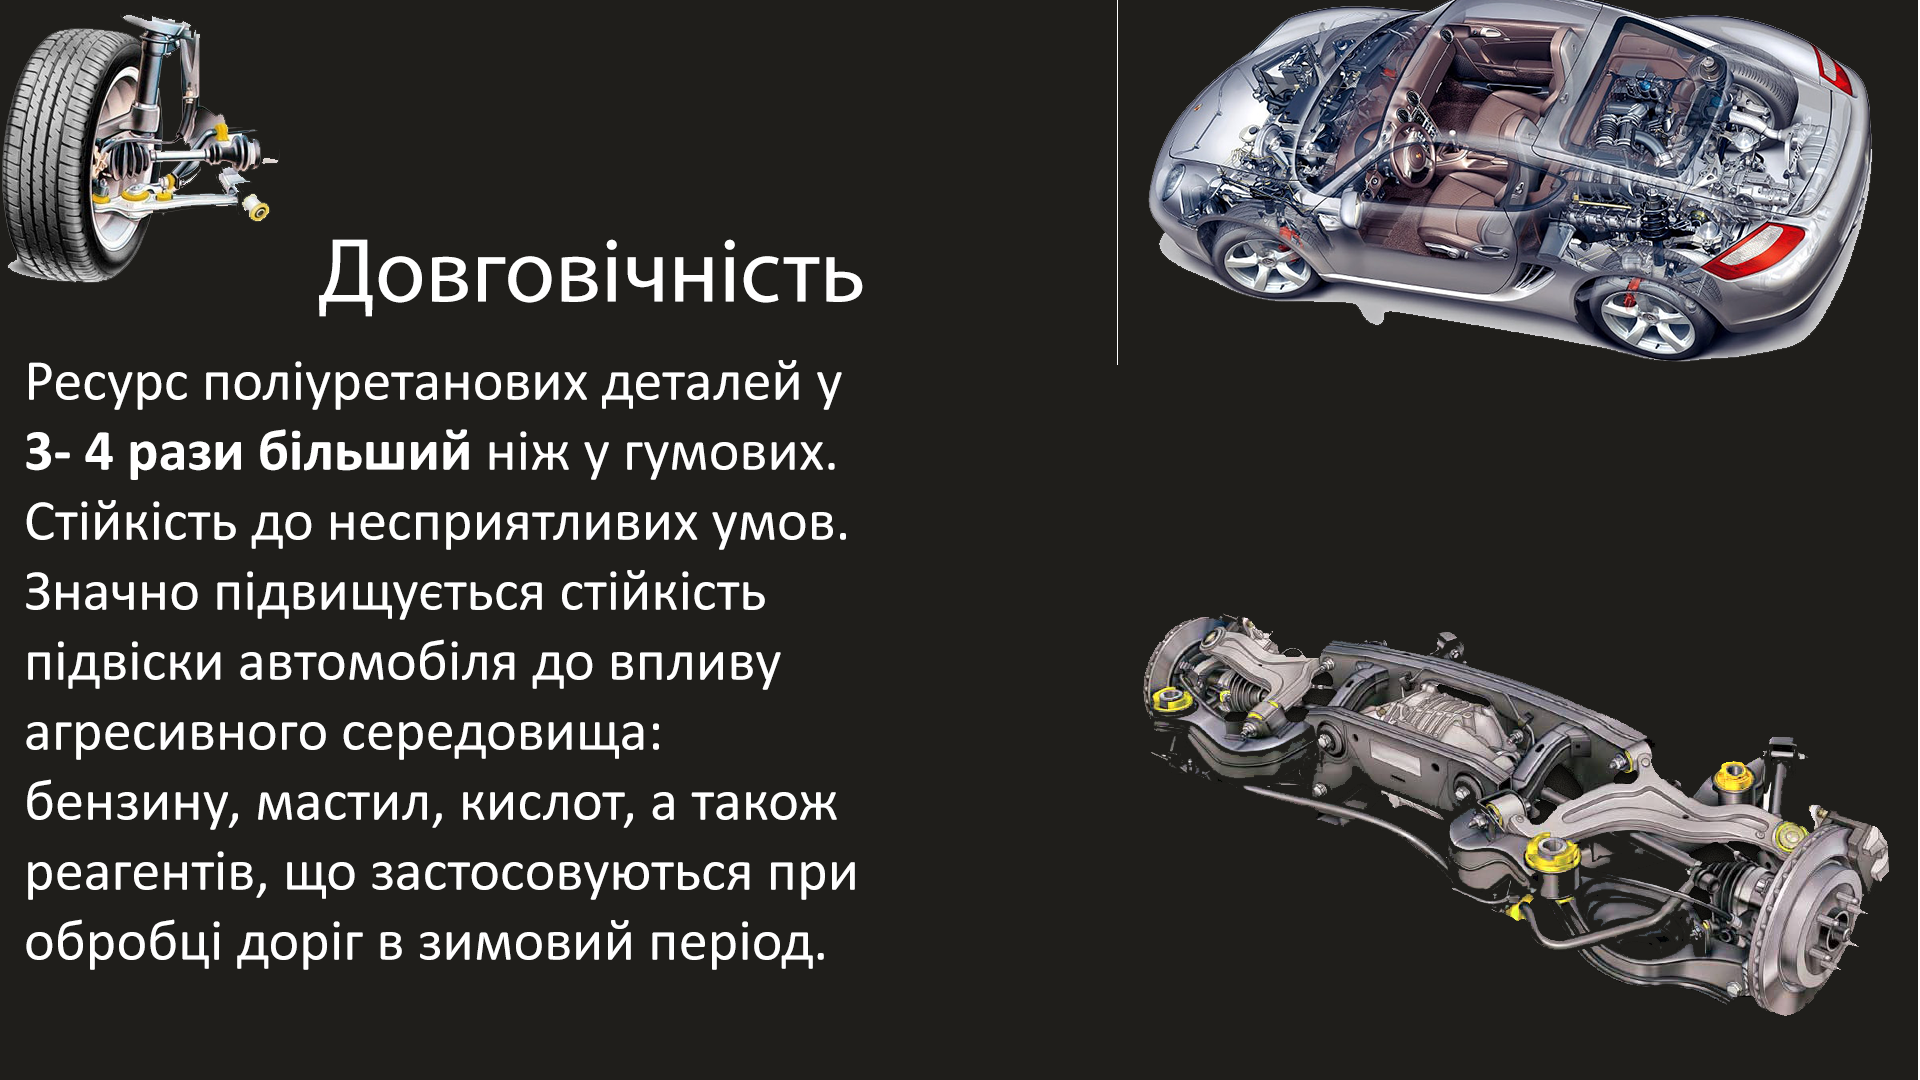 Довговічність
Ресурс поліуретанових деталей у
3- 4 рази більший ніж у гумових.
Стійкість до несприятливих умов.
Значно підвищується стійкість
підвіски автомобіля до впливу
агресивного середовища:
бензину, мастил, кислот, а також
реагентів, що застосовуються при
обробці доріг в зимовий період.